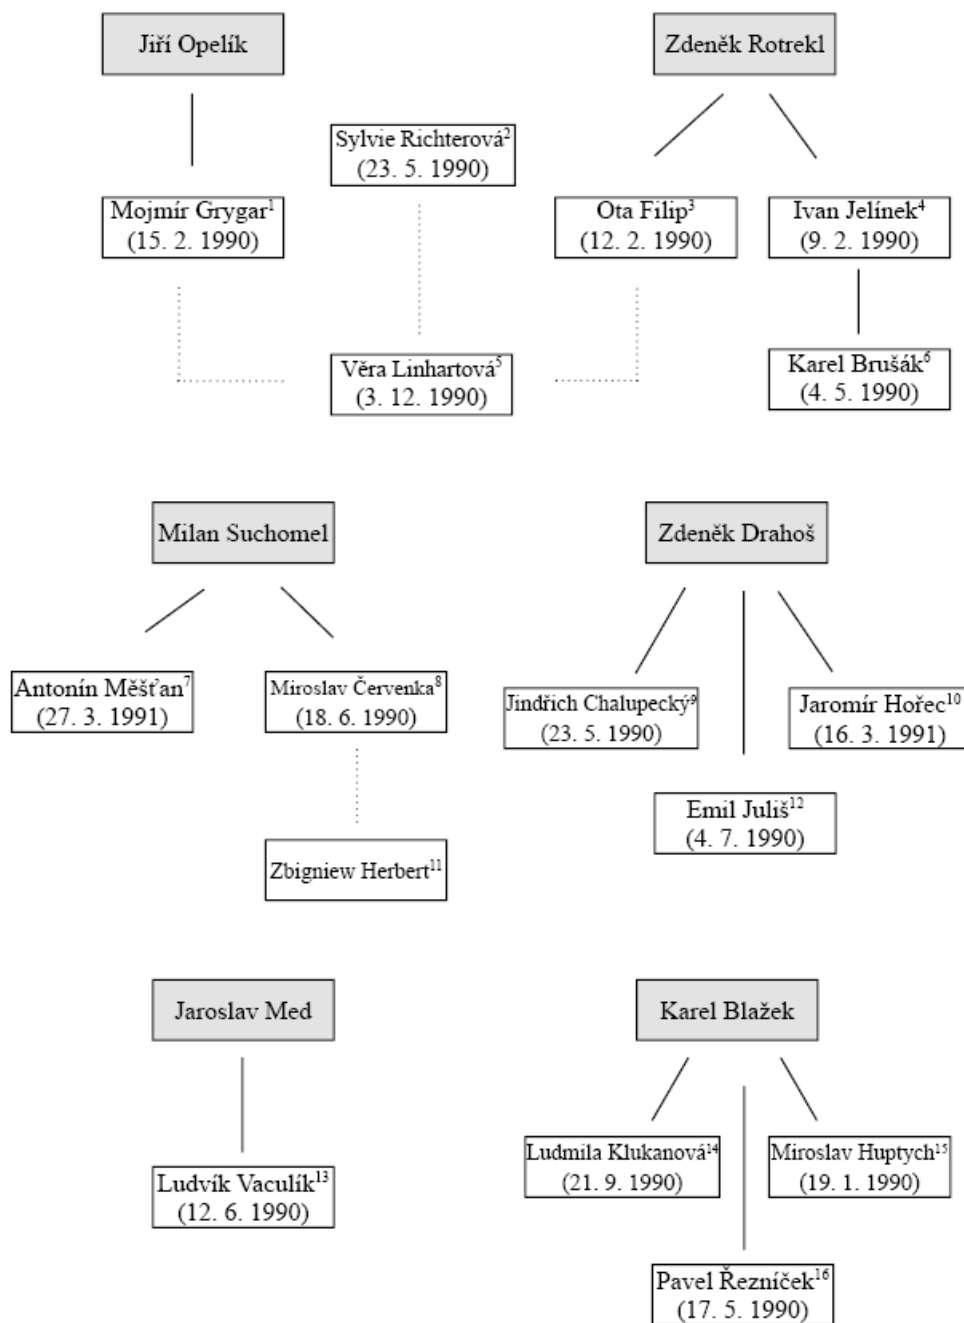 Jiří Opelík
Zdeněk Rotrekl
Sylvie Richterová²
(23. 5. 1990)
Mojmír Grygar¹
(15. 2. 1990)
Ota Filip³
(12. 2. 1990)
Ivan Jelínek⁴
(9. 2. 1990)
Věra Linhartová⁵
(3. 12. 1990)
Karel Brušák⁶
(4. 5. 1990)
Milan Suchomel
Zdeněk Drahoš
Antonín Měšťan⁷
(27. 3. 1991)
Miroslav Červenka⁸
(18. 6. 1990)
Jindřich Chalupecký⁹
(23. 5. 1990)
Jaromír Hořec¹⁰
(16. 3. 1991)
Emil Juliš¹²
(4. 7. 1990)
Zbigniew Herbert¹¹
Jaroslav Med
Karel Blažek
Ludvík Vaculík¹³
(12. 6. 1990)
Ludmila Klukanová¹⁴
(21. 9. 1990)
Miroslav Huptych¹⁵
(19. 1. 1990)
Pavel Řezníček¹⁶
(17. 5. 1990)